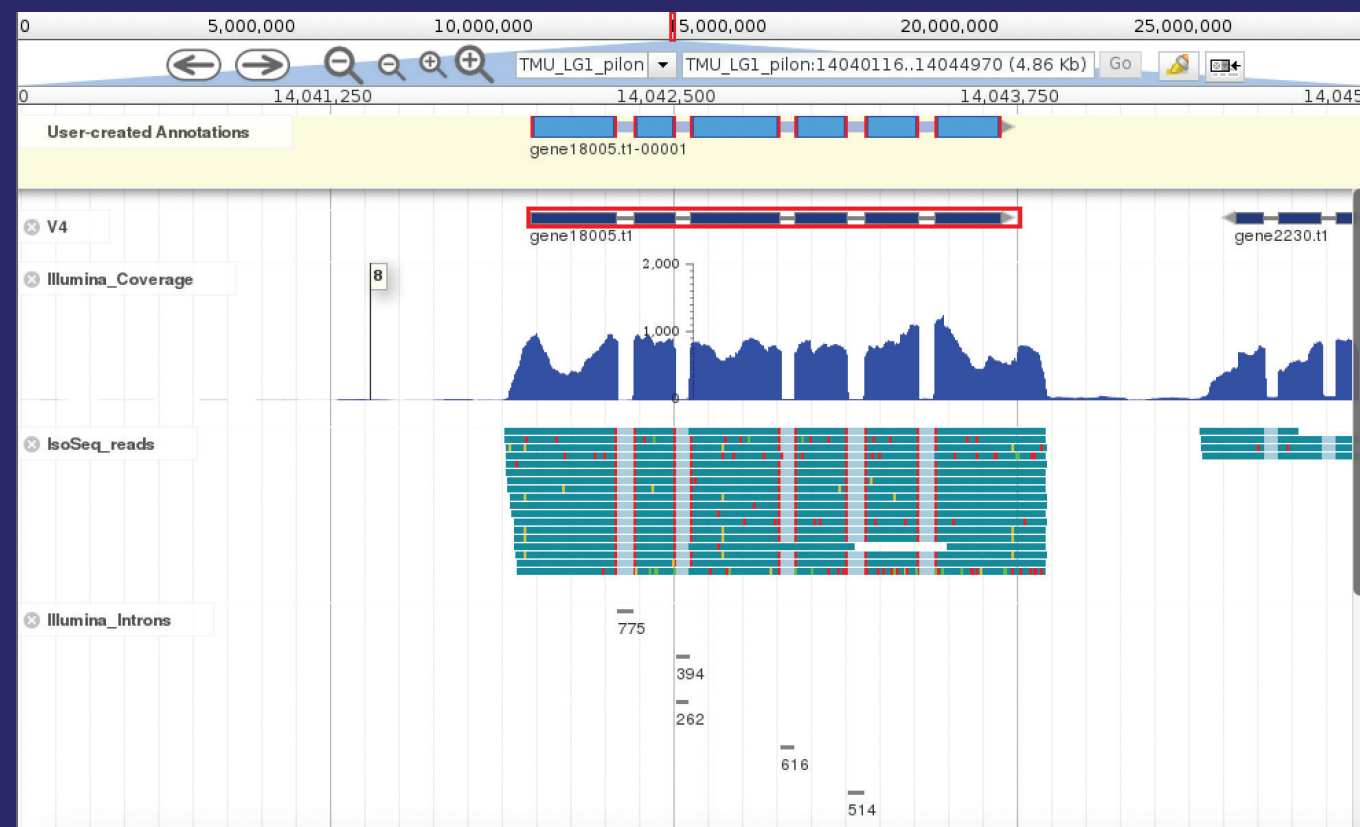 0 5,000,000 10,000,000 5,000,000 20,000,000 25,000,000
TMU_LG1_pilon TMU_LG1_pilon:14040116..14044970 (4.86 Kb) Go
0 14,041,250 14,042,500 14,043,750 14,045
User-created Annotations
gene18005.t1-00001
V4
gene18005.t1 gene2230.t1
Illumina_Coverage
8
2,000
1,000
0
IsoSeq_reads
Illumina_Introns
775
394
262
616
514